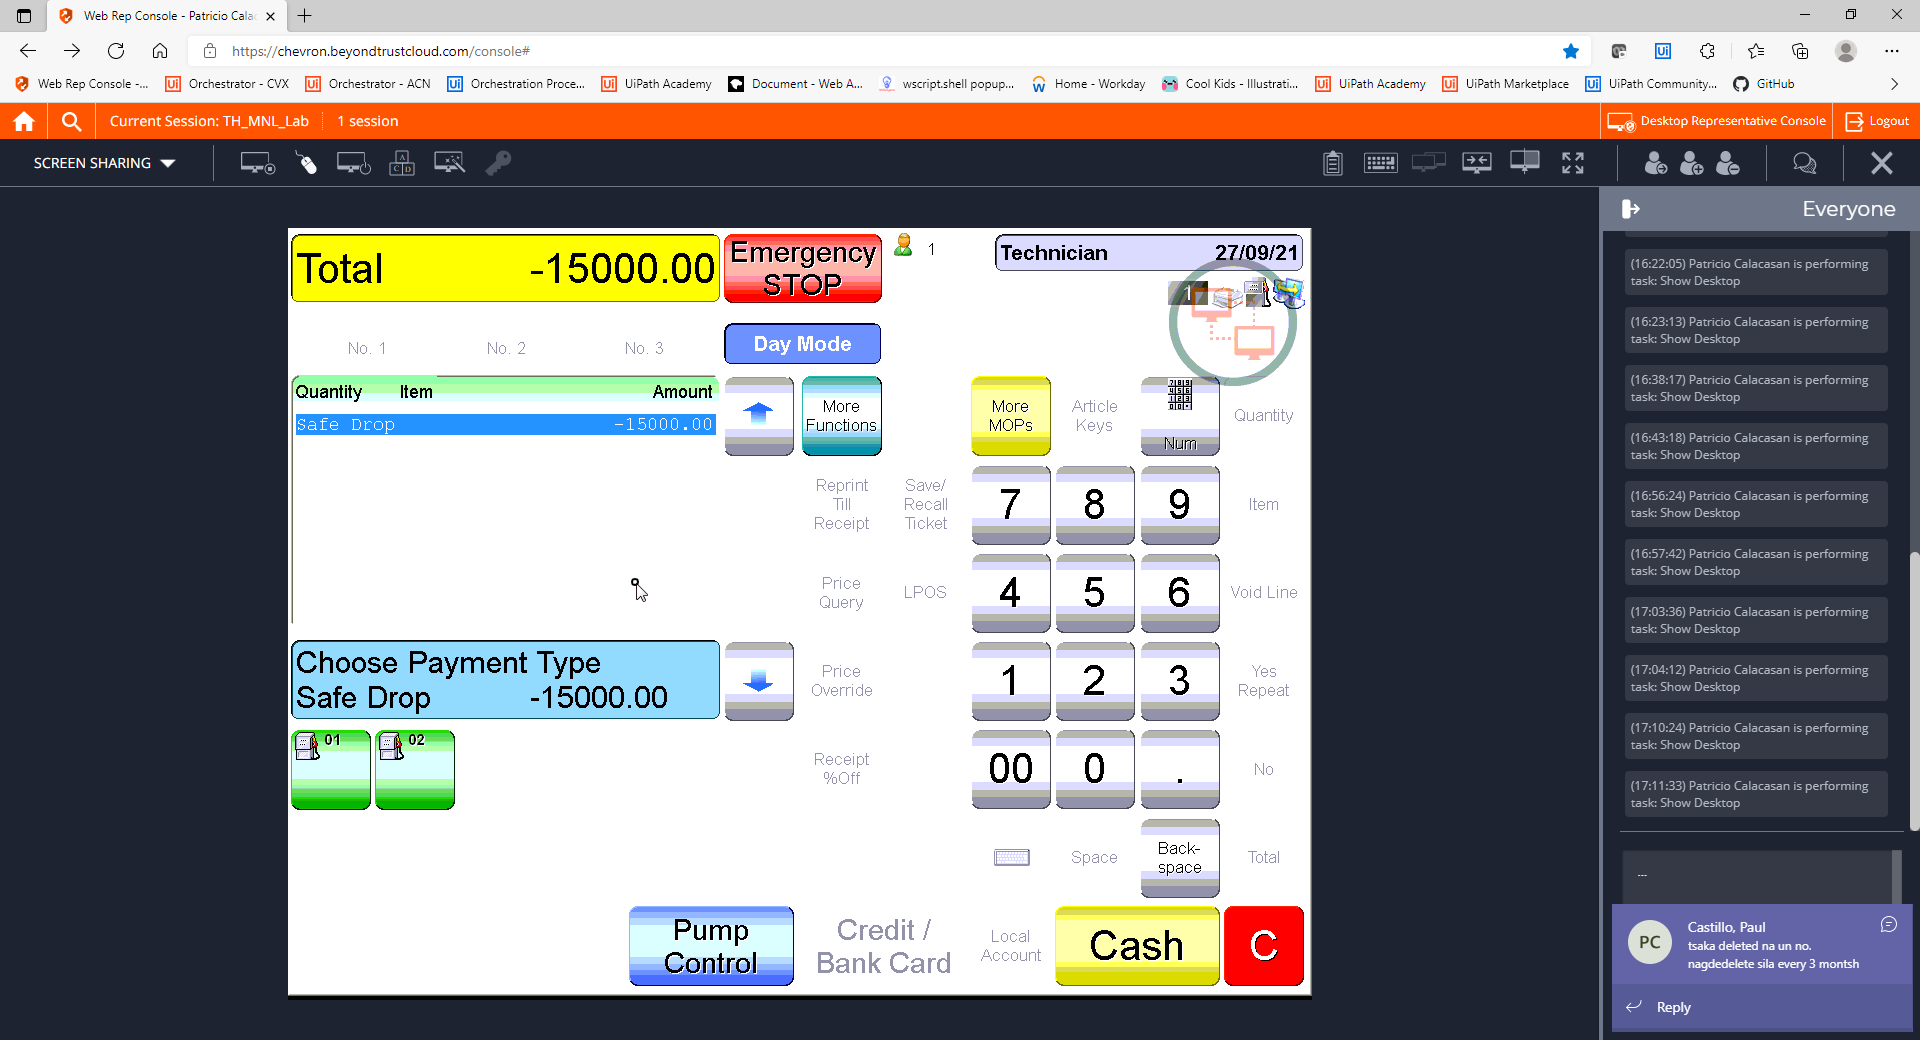 Web Rep Console - Patricio Cala
https://chevron.beyondtrustcloud.com/console#
Web Rep Console -... Orchestrator - CVX Orchestrator - ACN Orchestration Proce... UiPath Academy Document - Web A... wscript.shell popup... Home - Workday Cool Kids - Illustrati... UiPath Academy UiPath Marketplace UiPath Community... GitHub
Current Session: TH_MNL_Lab 1 session Desktop Representative Console Logout
SCREEN SHARING
Everyone
Total -15000.00
Emergency
STOP
1
Technician 27/09/21
1
No. 1 No. 2 No. 3
Day Mode
Quantity Item Amount
Safe Drop -15000.00
More
Functions
More
MOPs
Article
Keys
Num
Quantity
Reprint
Till
Receipt
Save/
Recall
Ticket
7 8 9
Item
Price
Query
LPOS
4 5 6
Void Line
Choose Payment Type
Safe Drop -15000.00
Price
Override
1 2 3
Yes
Repeat
01 02
Receipt
%Off
00 0 .
No
Space
Back-
space
Total
Pump
Control
Credit /
Bank Card
Local
Account
Cash
C
(16:22:05) Patricio Calacasan is performing
task: Show Desktop
(16:23:13) Patricio Calacasan is performing
task: Show Desktop
(16:38:17) Patricio Calacasan is performing
task: Show Desktop
(16:43:18) Patricio Calacasan is performing
task: Show Desktop
(16:56:24) Patricio Calacasan is performing
task: Show Desktop
(16:57:42) Patricio Calacasan is performing
task: Show Desktop
(17:03:36) Patricio Calacasan is performing
task: Show Desktop
(17:04:12) Patricio Calacasan is performing
task: Show Desktop
(17:10:24) Patricio Calacasan is performing
task: Show Desktop
(17:11:33) Patricio Calacasan is performing
task: Show Desktop
---
PC
Castillo, Paul
tsaka deleted na un no.
nagdedelete sila every 3 montsh
Reply